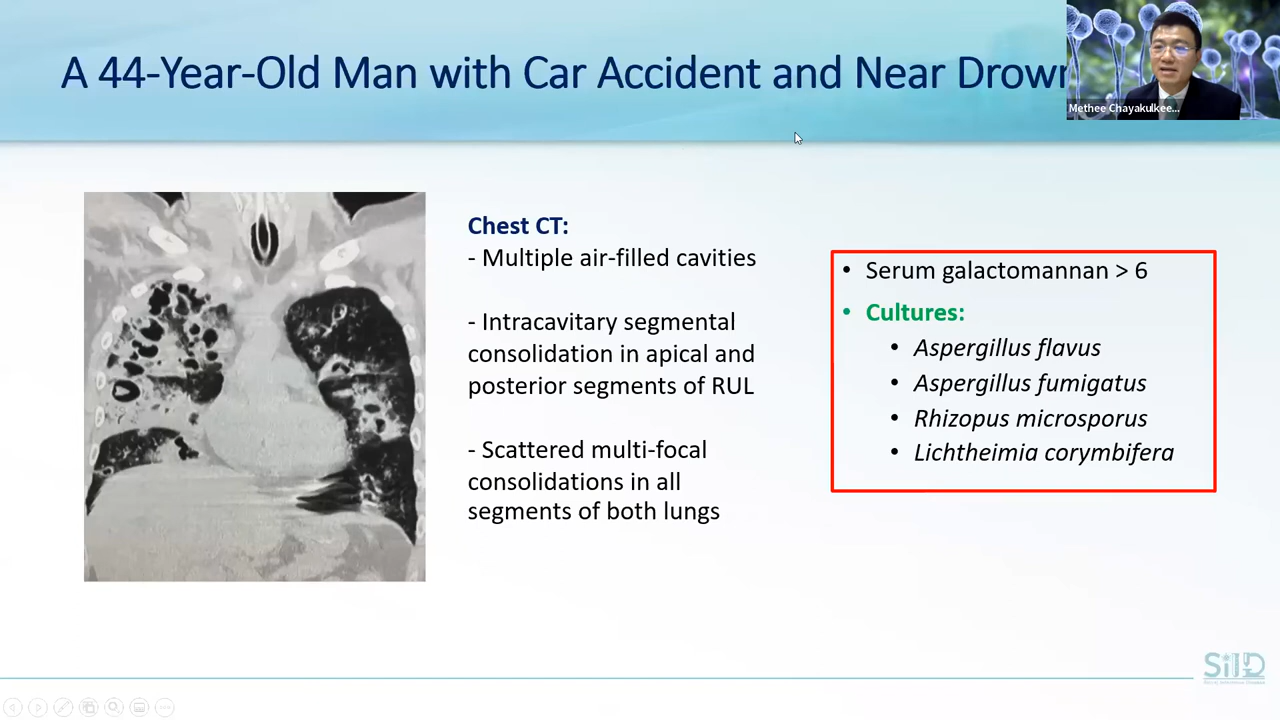 A 44-Year-Old Man with Car Accident and Near Drow
Methee Chayakulkee...
Chest CT:
- Multiple air-filled cavities
- Intracavitary segmental
consolidation in apical and
posterior segments of RUL
- Scattered multi-focal
consolidations in all
segments of both lungs
• Serum galactomannan > 6
• Cultures:
• Aspergillus flavus
• Aspergillus fumigatus
• Rhizopus microsporus
• Lichtheimia corymbifera
SiID